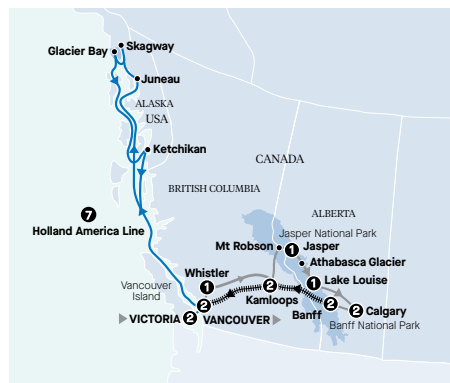 Skagway
Glacier Bay
Juneau
ALASKA
USA
Ketchikan
CANADA
BRITISH COLUMBIA
ALBERTA
7
Holland America Line
Jasper National Park
Mt Robson
1 Jasper
Athabasca Glacier
Whistler
1
1 Lake Louise
Vancouver
Island
2
Kamloops
2
Banff
2 Calgary
Banff National Park
2
VICTORIA 2 VANCOUVER